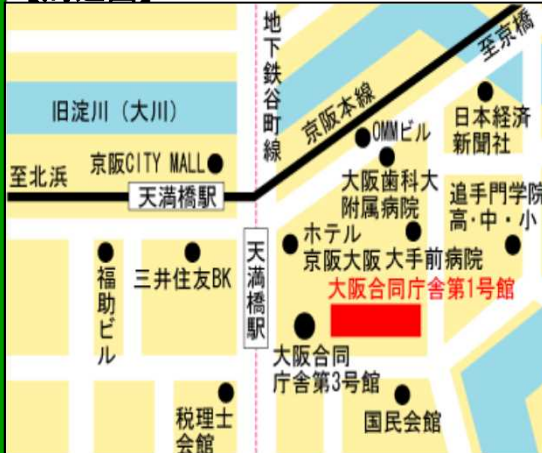 地下鉄谷町線
至京橋
旧淀川(大川)
京阪本線
OMMビル
日本経済
新聞社
京阪CITY MALL
至北浜
天満橋駅
大阪歯科大
附属病院
追手門学院
高・中・小
ホテル
京阪大阪
大手前病院
天満橋駅
福助ビル
三井住友BK
大阪合同庁舎第1号館
大阪合同
庁舎第3号館
税理士
会館
国民会館